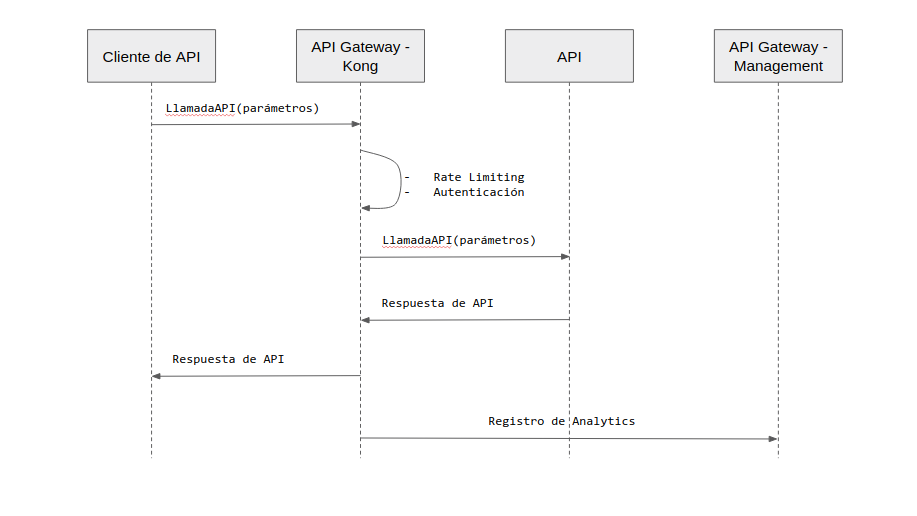 Cliente de API
API Gateway -
Kong
API
API Gateway -
Management
LlamadaAPI(parámetros)
-   Rate Limiting
-   Autenticación
LlamadaAPI(parámetros)
Respuesta de API
Respuesta de API
Registro de Analytics